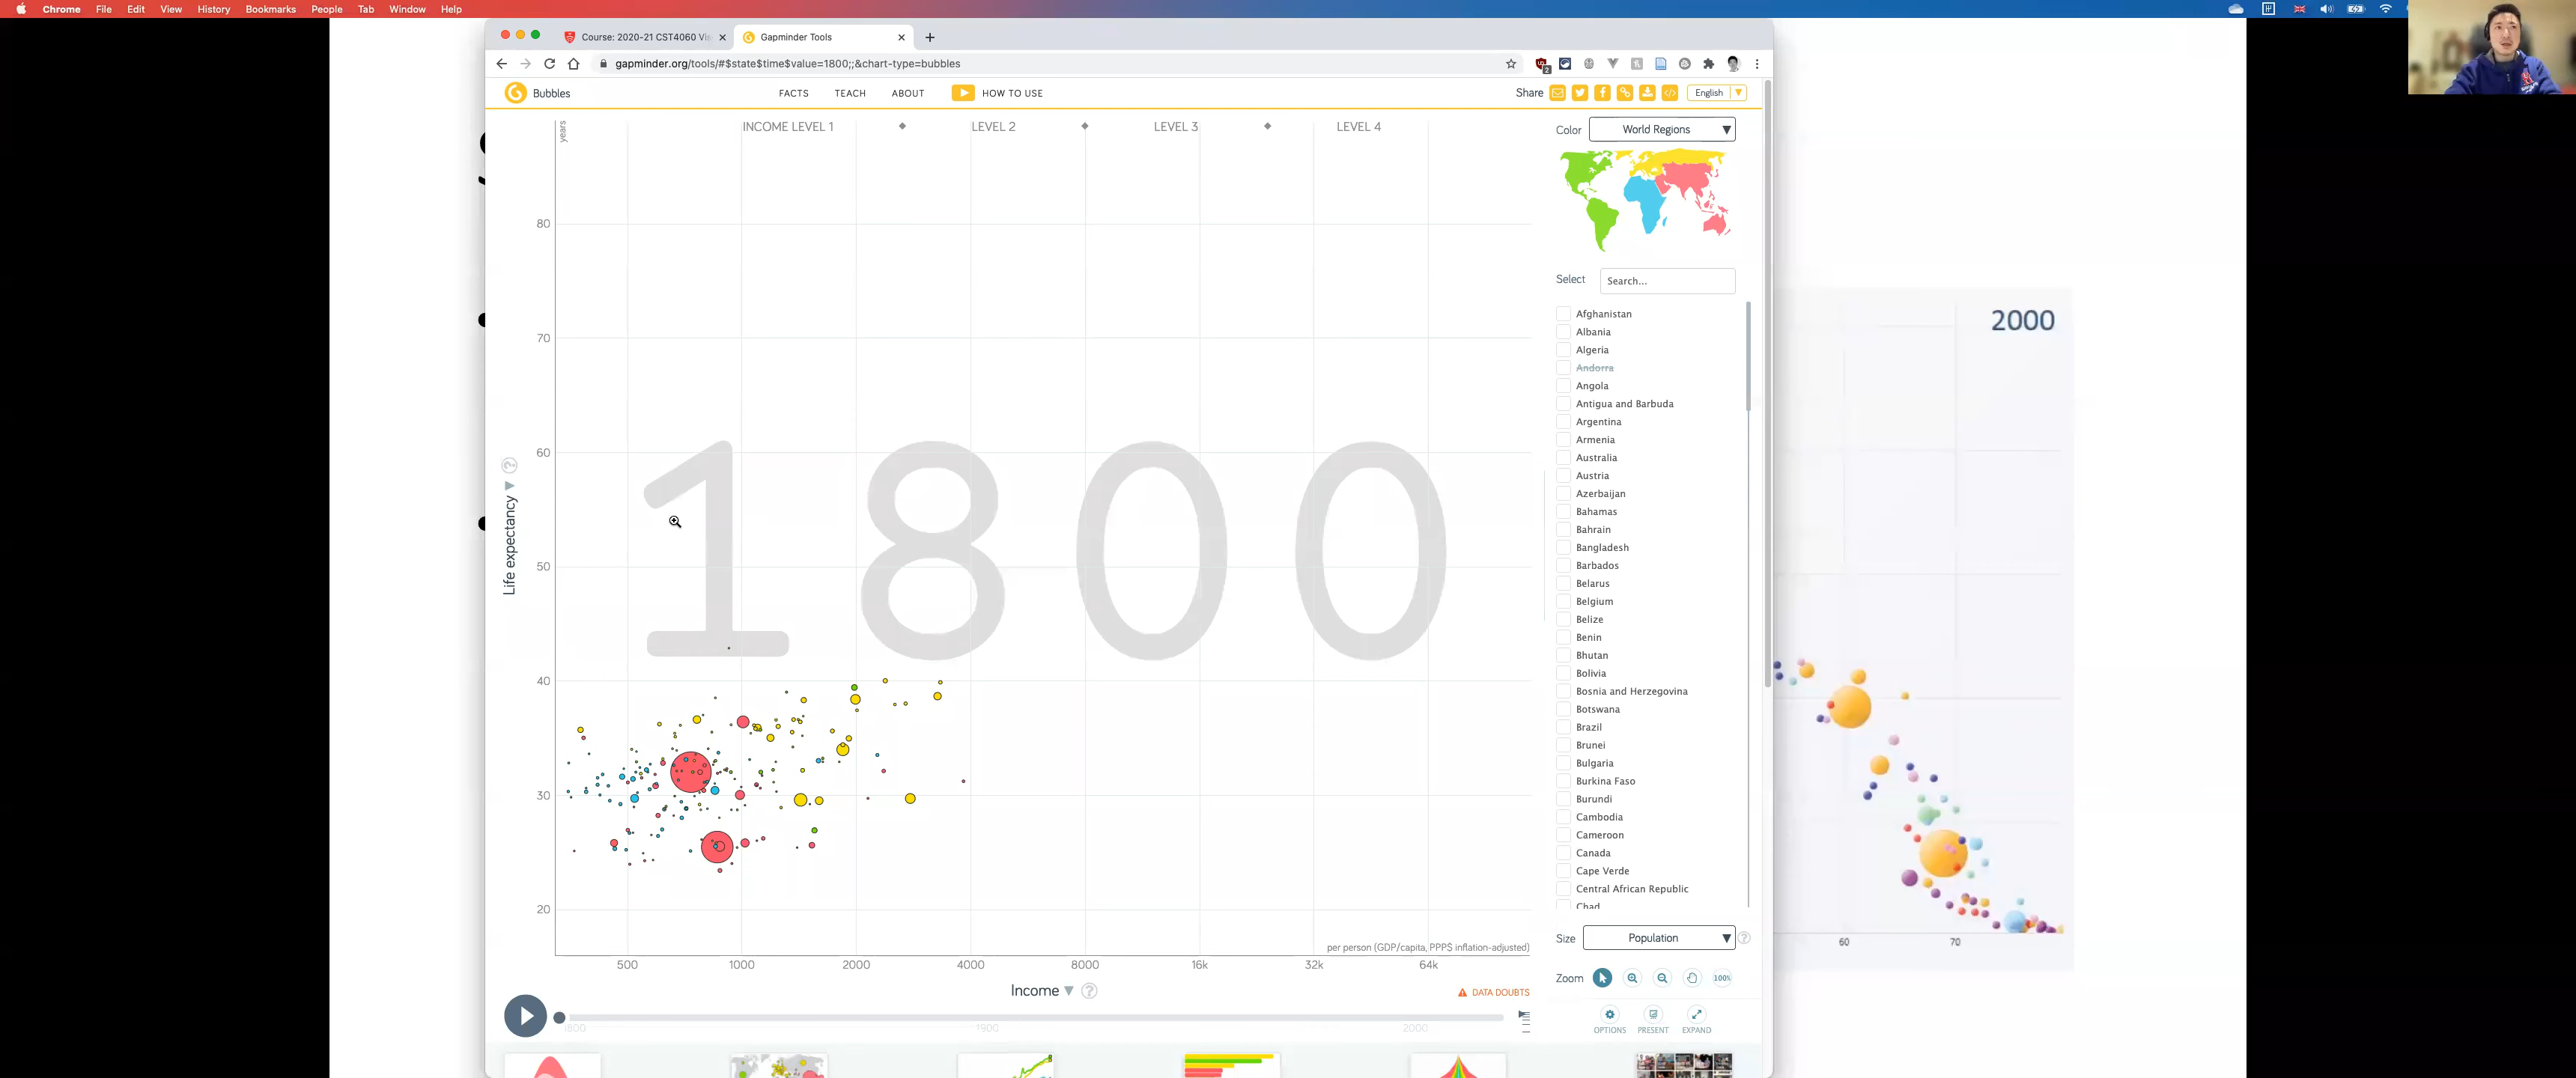 Chrome File Edit View History Bookmarks People Tab Window Help
Course: 2020-21 CST4060 Vis
Gapminder Tools
gapminder.org/tools/#$state$time$value=1800;;&chart-type=bubbles
2
Bubbles
FACTS TEACH ABOUT HOW TO USE
Share
English
years
INCOME LEVEL 1 LEVEL 2 LEVEL 3 LEVEL 4
Color World Regions
Select Search...
80
70
60
50
40
30
20
Life expectancy
1800
Afghanistan
Albania
Algeria
Andorra
Angola
Antigua and Barbuda
Argentina
Armenia
Australia
Austria
Azerbaijan
Bahamas
Bahrain
Bangladesh
Barbados
Belarus
Belgium
Belize
Benin
Bhutan
Bolivia
Bosnia and Herzegovina
Botswana
Brazil
Brunei
Bulgaria
Burkina Faso
Burundi
Cambodia
Cameroon
Canada
Cape Verde
Central African Republic
Chad
per person (GDP/capita, PPP$ inflation-adjusted)
500 1000 2000 4000 8000 16k 32k 64k
Income ?
DATA DOUBTS
1800 1900 2000
Size Population ?
Zoom 100%
OPTIONS PRESENT EXPAND
2000
60 70